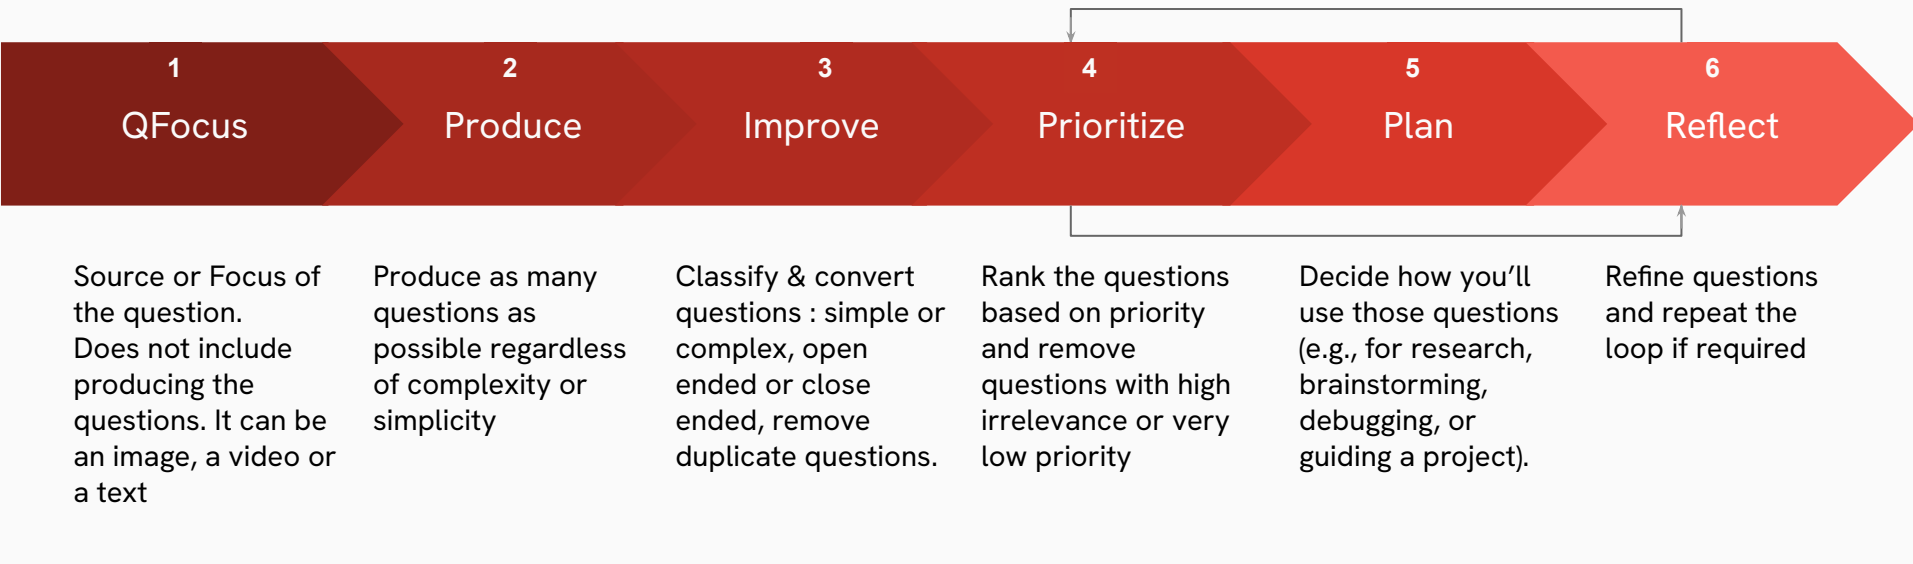 1
QFocus
2
Produce
3
Improve
4
Prioritize
5
Plan
6
Reflect
Source or Focus of
the question.
Does not include
producing the
questions. It can be
an image, a video or
a text
Produce as many
questions as
possible regardless
of complexity or
simplicity
Classify & convert
questions : simple or
complex, open
ended or close
ended, remove
duplicate questions.
Rank the questions
based on priority
and remove
questions with high
irrelevance or very
low priority
Decide how you’ll
use those questions
(e.g., for research,
brainstorming,
debugging, or
guiding a project).
Refine questions
and repeat the
loop if required